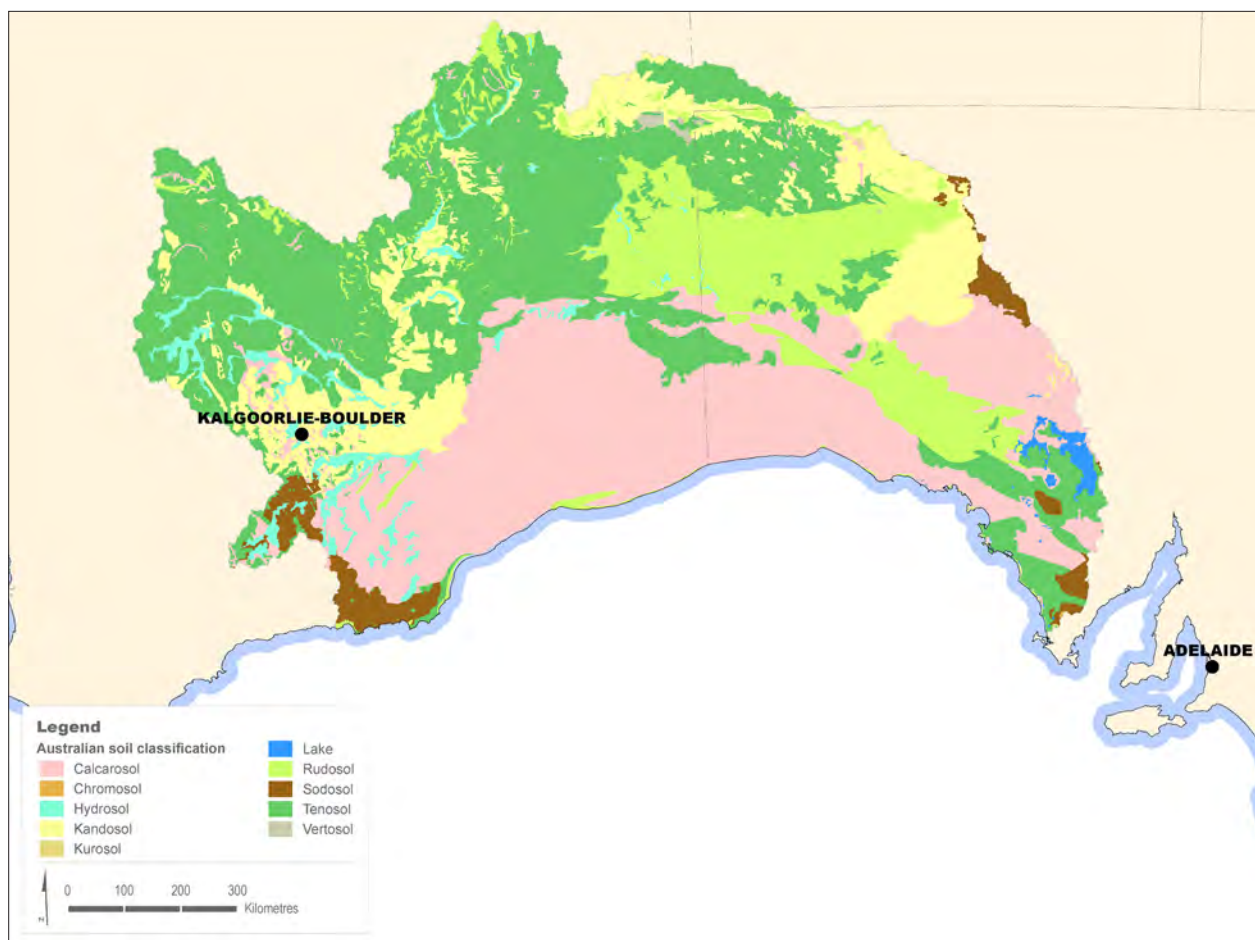 KALGOORLIE-BOULDER
ADELAIDE
Legend
Australian soil classification
Calcarosol
Chromosol
Hydrosol
Kandosol
Kurosol
Lake
Rudosol
Sodosol
Tenosol
Vertosol
N
0 100 200 300
Kilometres